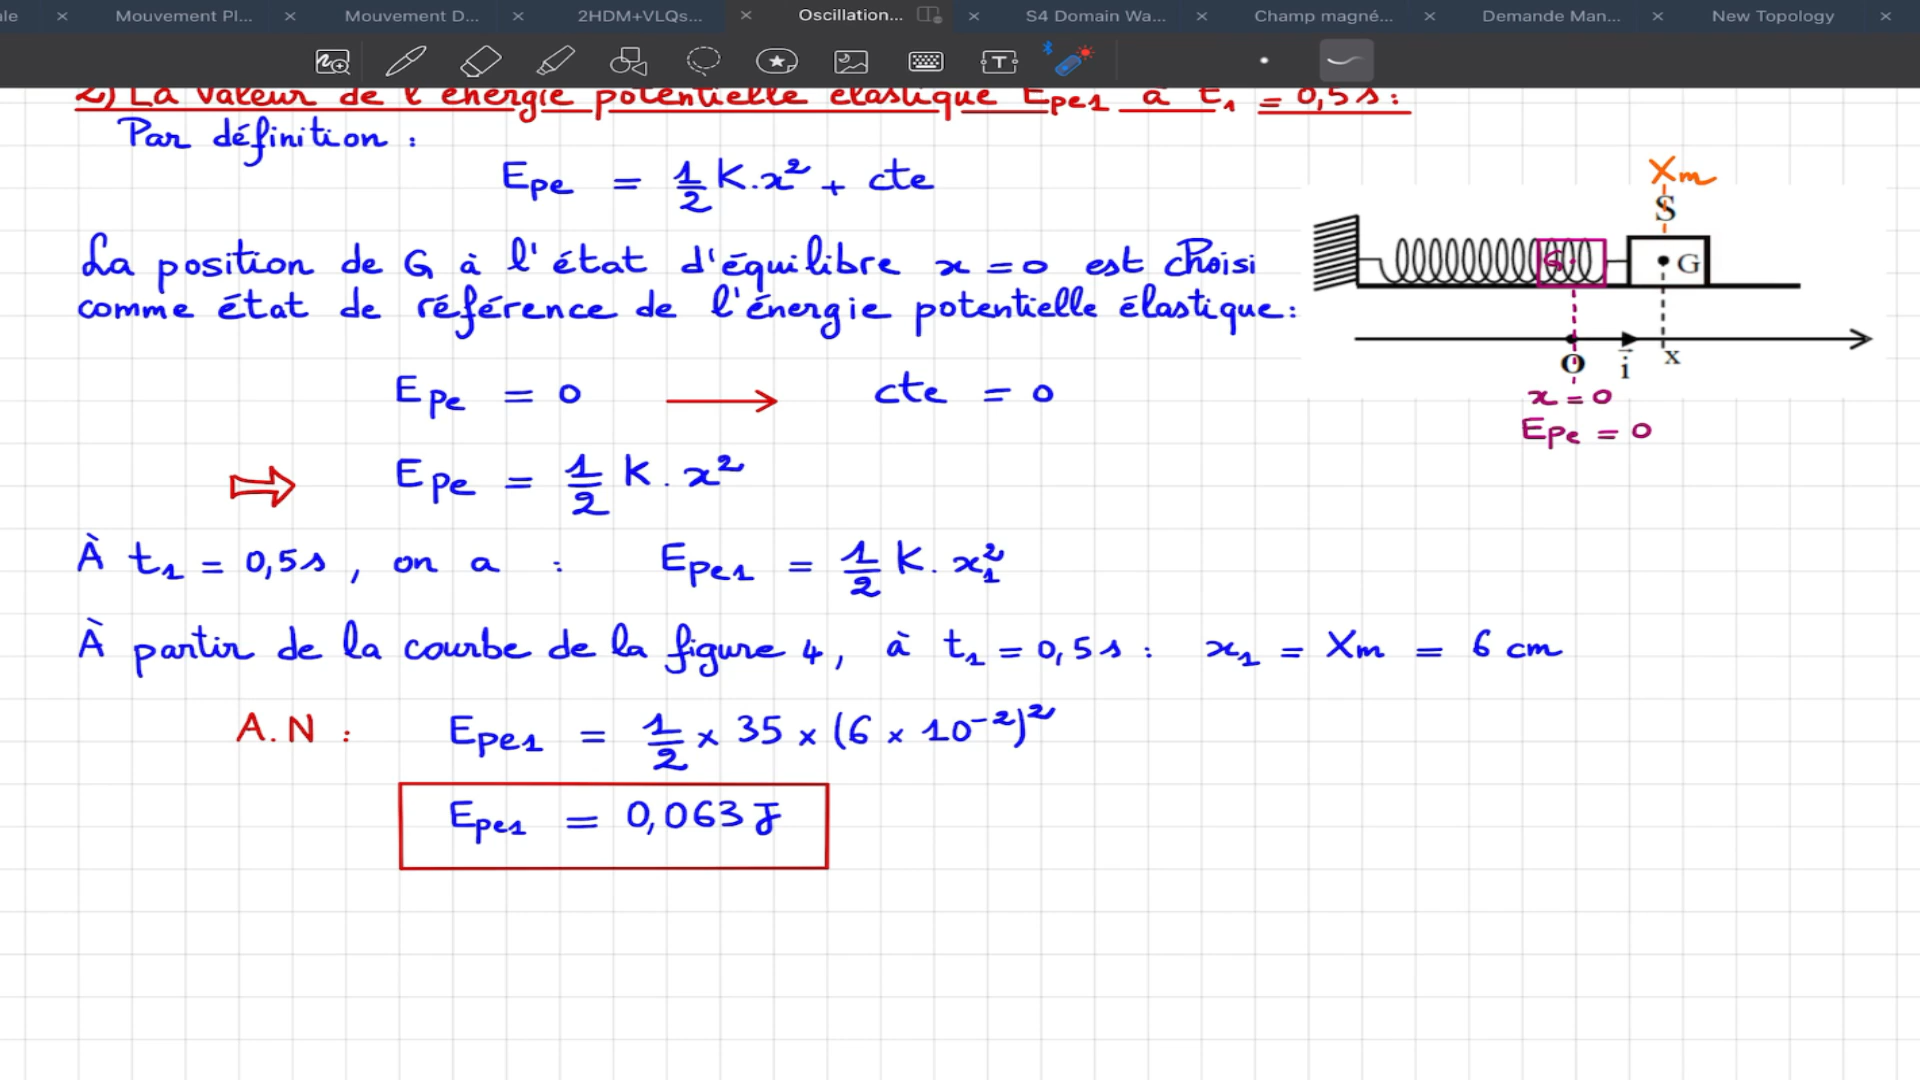 ale Mouvement Pl... Mouvement D... 2HDM+VLQs... Oscillation... S4 Domain Wa... Champ magné... Demande Man... New Topology
2) La valeur de l'énergie potentielle élastique Epe1 à t1 = 0,5 s :
Par définition :
Epe = 1/2 K.x² + cte
La position de G à l'état d'équilibre x = 0 est choisi
comme état de référence de l'énergie potentielle élastique :
Epe = 0 → cte = 0
⇒ Epe = 1/2 K . x²
À t1 = 0,5 s , on a : Epe1 = 1/2 K . x1²
À partir de la courbe de la figure 4, à t1 = 0,5 s : x1 = Xm = 6 cm
A.N : Epe1 = 1/2 × 35 × (6 × 10⁻²)²
Epe1 = 0,063 J
Xm
S
G
G
O i x
x = 0
Epe = 0